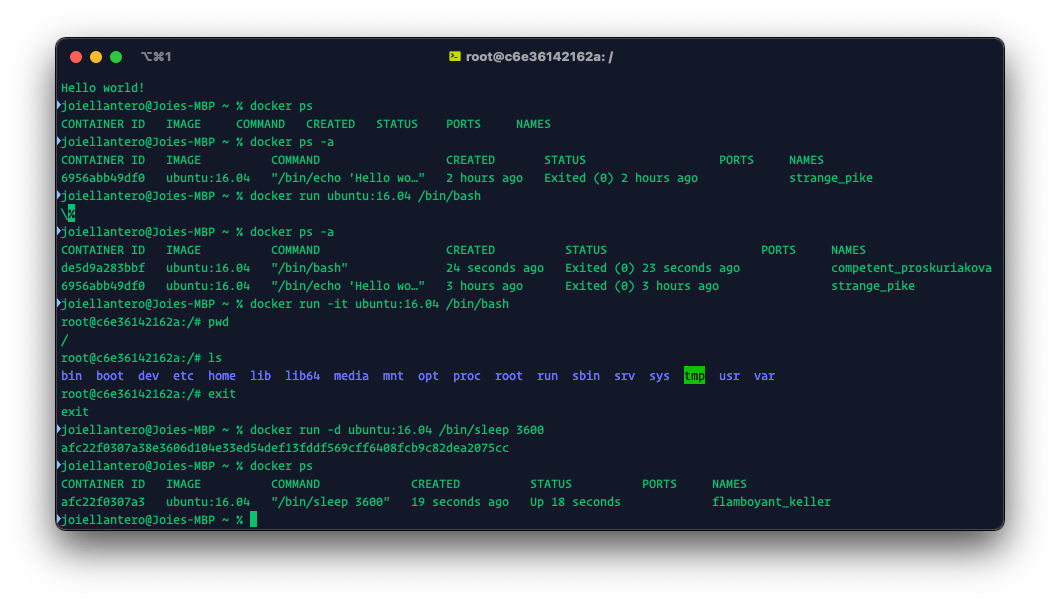 ⌥⌘1 root@c6e36142162a: /
Hello world!
joiellantero@Joies-MBP ~ % docker ps
CONTAINER ID   IMAGE     COMMAND   CREATED   STATUS    PORTS     NAMES
joiellantero@Joies-MBP ~ % docker ps -a
CONTAINER ID   IMAGE          COMMAND                  CREATED       STATUS                   PORTS     NAMES
6956abb49df0   ubuntu:16.04   "/bin/echo 'Hello wo…"   2 hours ago   Exited (0) 2 hours ago             strange_pike
joiellantero@Joies-MBP ~ % docker run ubuntu:16.04 /bin/bash
\%
joiellantero@Joies-MBP ~ % docker ps -a
CONTAINER ID   IMAGE          COMMAND                  CREATED          STATUS                      PORTS     NAMES
de5d9a283bbf   ubuntu:16.04   "/bin/bash"              24 seconds ago   Exited (0) 23 seconds ago             competent_proskuriakova
6956abb49df0   ubuntu:16.04   "/bin/echo 'Hello wo…"   3 hours ago      Exited (0) 3 hours ago                strange_pike
joiellantero@Joies-MBP ~ % docker run -it ubuntu:16.04 /bin/bash
root@c6e36142162a:/# pwd
/
root@c6e36142162a:/# ls
bin  boot  dev  etc  home  lib  lib64  media  mnt  opt  proc  root  run  sbin  srv  sys  tmp  usr  var
root@c6e36142162a:/# exit
exit
joiellantero@Joies-MBP ~ % docker run -d ubuntu:16.04 /bin/sleep 3600
afc22f0307a38e3606d104e33ed54def13fddf569cff6408fcb9c82dea2075cc
joiellantero@Joies-MBP ~ % docker ps
CONTAINER ID   IMAGE          COMMAND             CREATED          STATUS          PORTS     NAMES
afc22f0307a3   ubuntu:16.04   "/bin/sleep 3600"   19 seconds ago   Up 18 seconds             flamboyant_keller
joiellantero@Joies-MBP ~ %